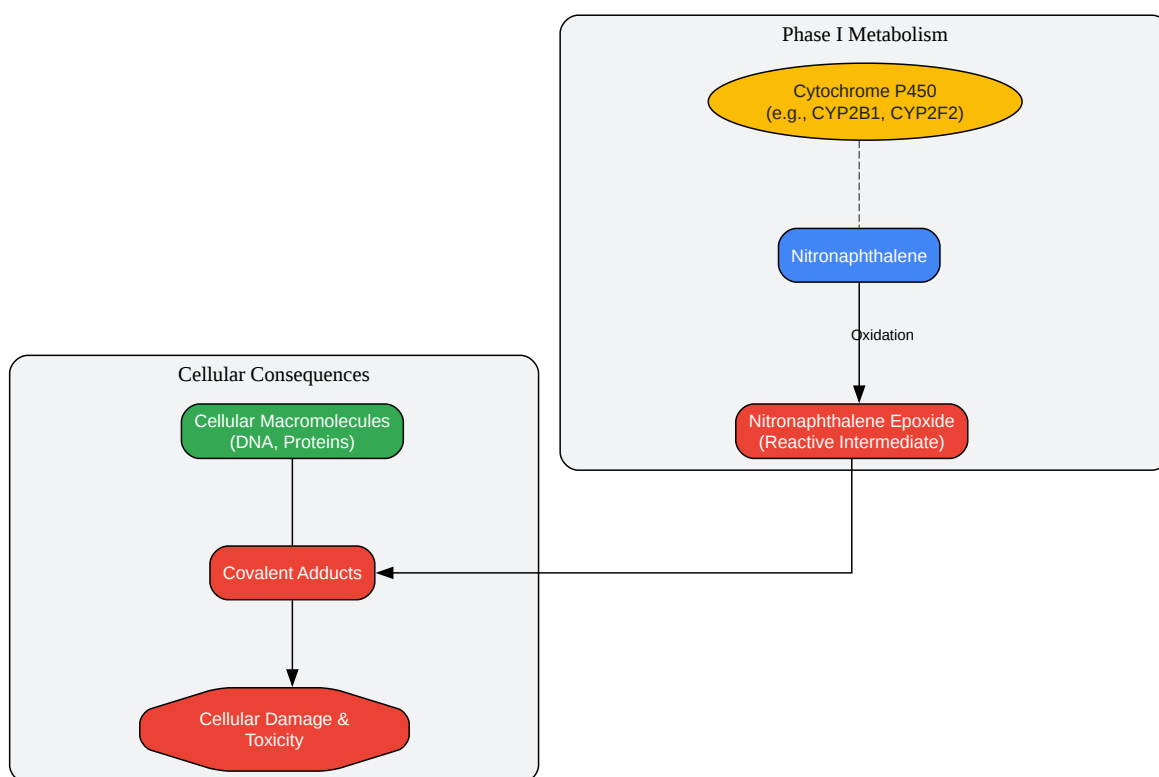 Phase I Metabolism
Cytochrome P450
(e.g., CYP2B1, CYP2F2)
Nitronaphthalene
Oxidation
Nitronaphthalene Epoxide
(Reactive Intermediate)
Cellular Consequences
Cellular Macromolecules
(DNA, Proteins)
Covalent Adducts
Cellular Damage &
Toxicity